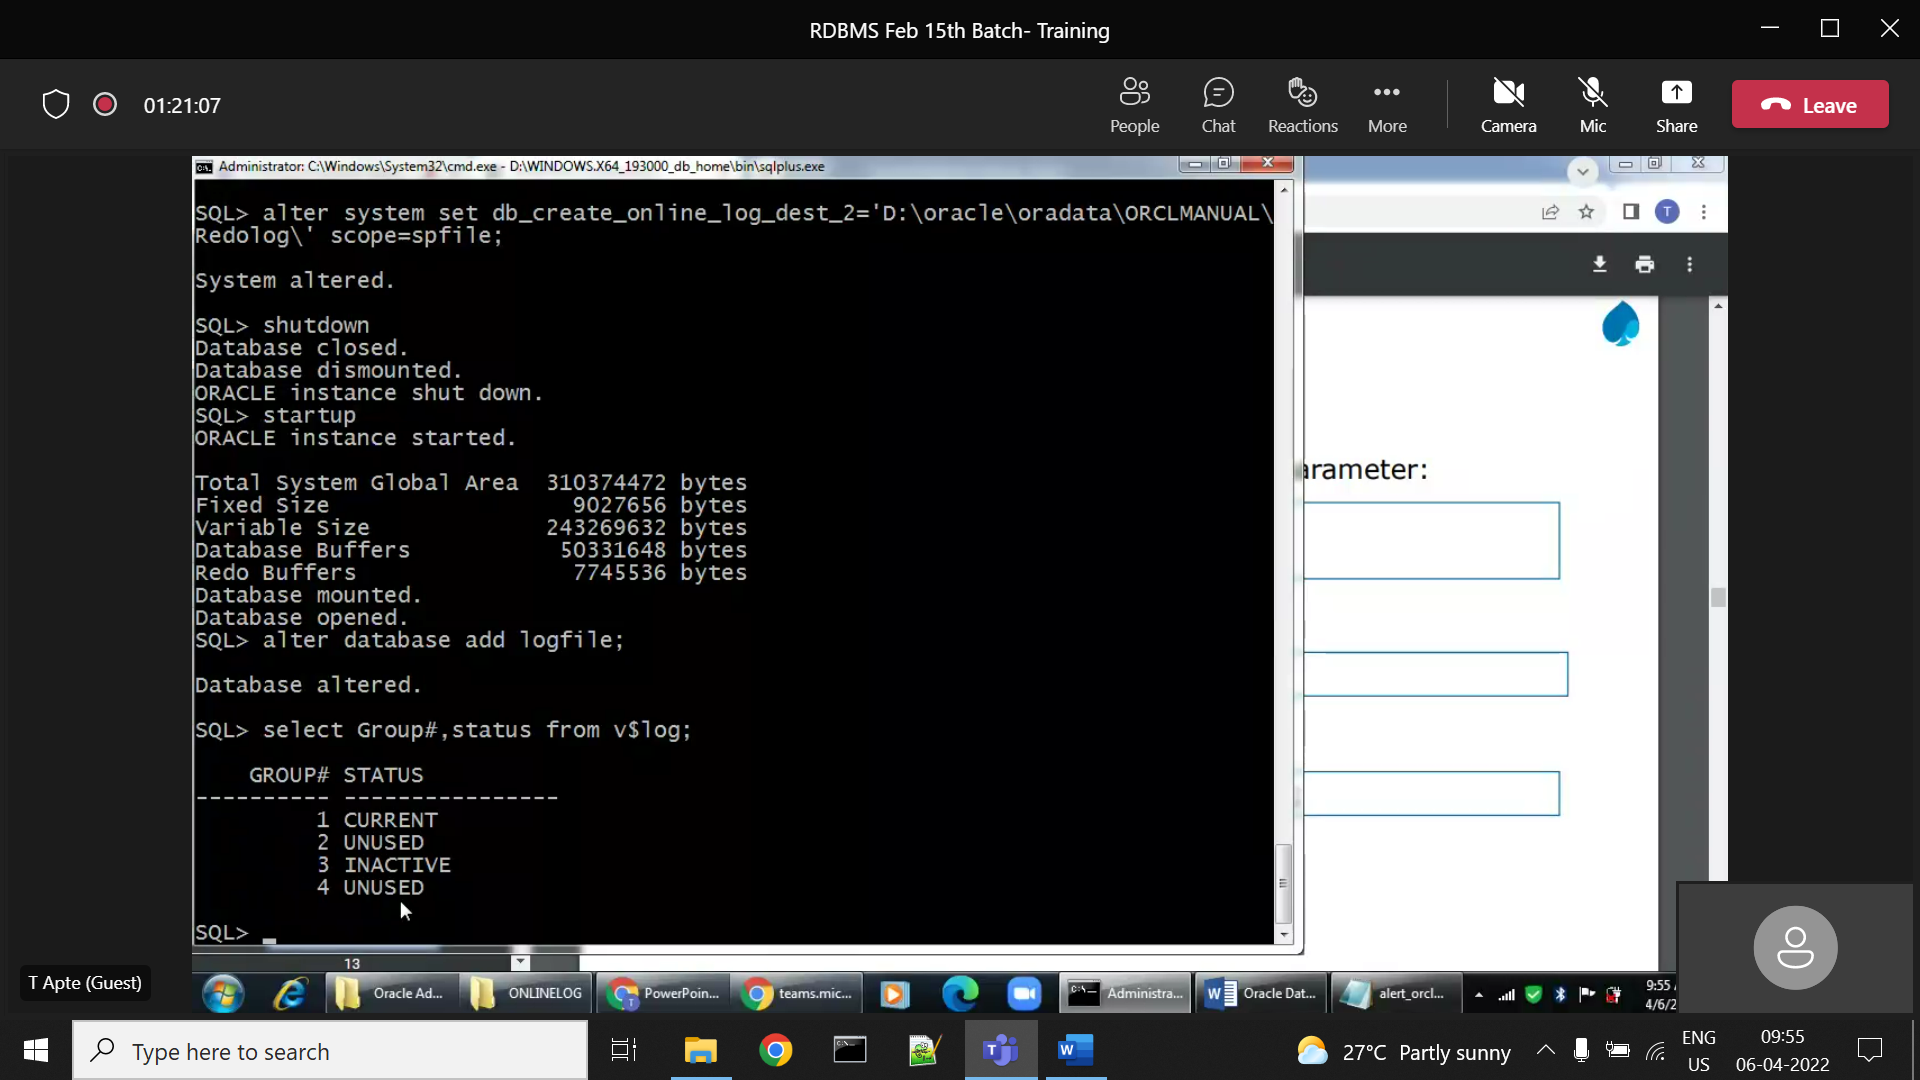 RDBMS Feb 15th Batch- Training
01:21:07
People
Chat
Reactions
More
Camera
Mic
Share
Leave
Administrator: C:\Windows\System32\cmd.exe - D:\WINDOWS.X64_193000_db_home\bin\sqlplus.exe
SQL> alter system set db_create_online_log_dest_2='D:\oracle\oradata\ORCLMANUAL\
Redolog\' scope=spfile;
System altered.
SQL> shutdown
Database closed.
Database dismounted.
ORACLE instance shut down.
SQL> startup
ORACLE instance started.
Total System Global Area 310374472 bytes
Fixed Size 9027656 bytes
Variable Size 243269632 bytes
Database Buffers 50331648 bytes
Redo Buffers 7745536 bytes
Database mounted.
Database opened.
SQL> alter database add logfile;
Database altered.
SQL> select Group#,status from v$log;
GROUP# STATUS
---------- ----------------
1 CURRENT
2 UNUSED
3 INACTIVE
4 UNUSED
SQL> _
T
arameter:
13
T Apte (Guest)
Oracle Ad...
ONLINELOG
T
PowerPoin...
teams.mic...
Administra...
Oracle Dat...
alert_orcl...
9:55
4/6/2
Type here to search
27°C Partly sunny
ENG
US
09:55
06-04-2022